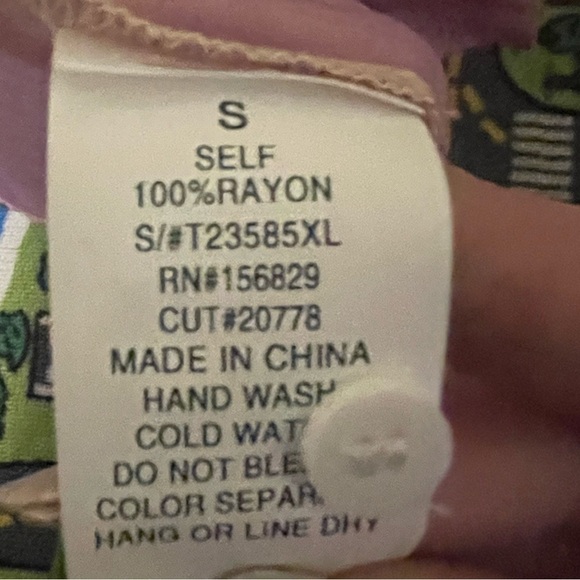 S
SELF
100%RAYON
S/#T23585XL
RN#156829
CUT#20778
MADE IN CHINA
HAND WASH
COLD WAT
DO NOT BLE
COLOR SEPAR
HANG OR LINE DRY